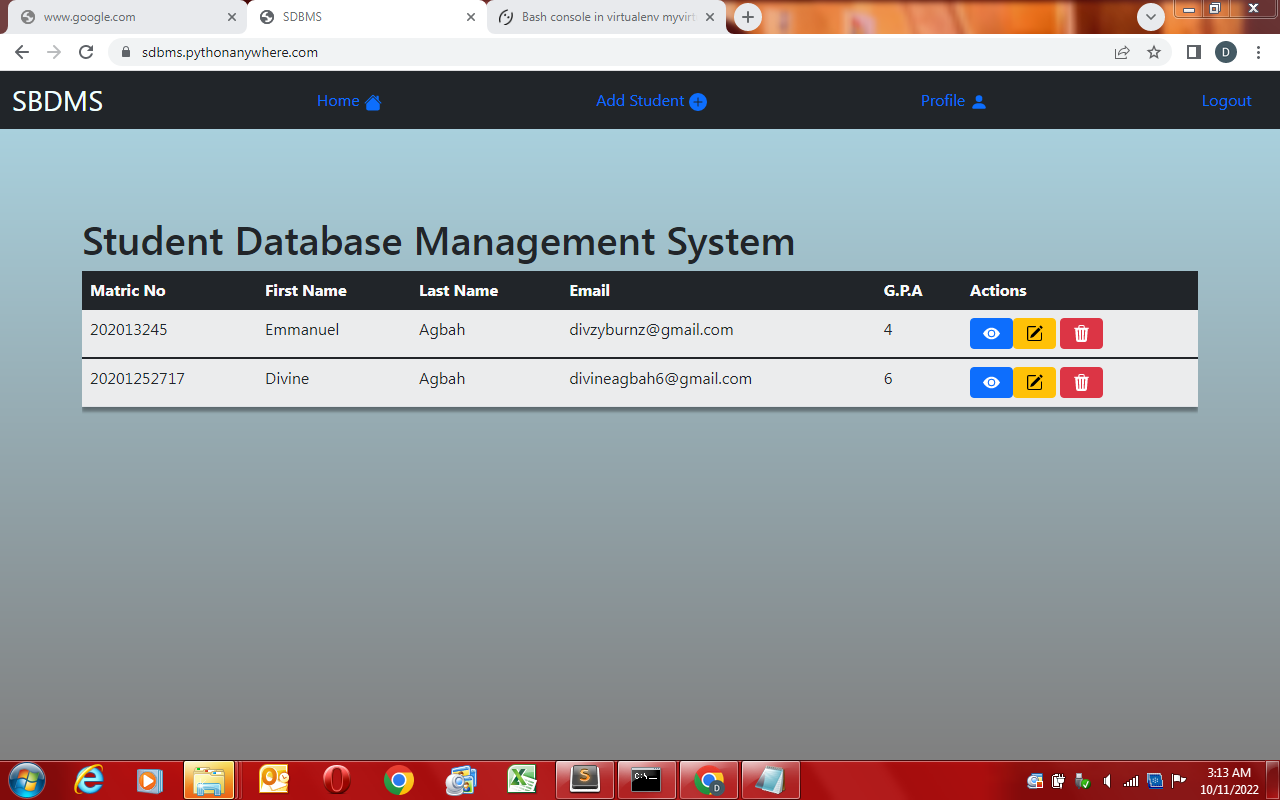 www.google.com
SDBMS
Bash console in virtualenv myvirt
sdbms.pythonanywhere.com
D
SBDMS
Home
Add Student
Profile
Logout
Student Database Management System
Matric No First Name Last Name Email G.P.A Actions
202013245 Emmanuel Agbah divzyburnz@gmail.com 4
20201252717 Divine Agbah divineagbah6@gmail.com 6
3:13 AM
10/11/2022